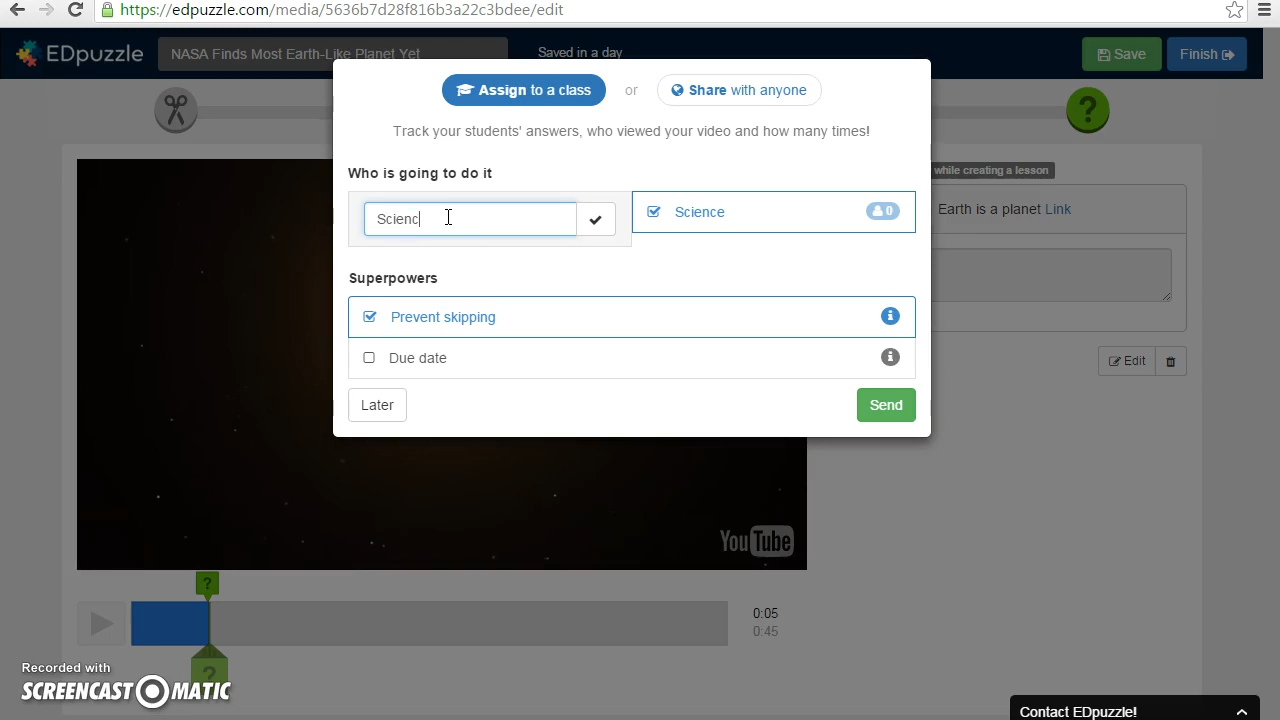 https://edpuzzle.com/media/5636b7d28f816b3a22c3bdee/edit
EDpuzzle
NASA Finds Most Earth-Like Planet Yet
Saved in a day
Save
Finish
Assign to a class
or
Share with anyone
Track your students' answers, who viewed your video and how many times!
Who is going to do it
Scienc
Science
0
Superpowers
Prevent skipping
Due date
Later
Send
while creating a lesson
Earth is a planet Link
Edit
YouTube
?
?
?
0:05
0:45
Recorded with
SCREENCAST MATIC
Contact EDpuzzle!